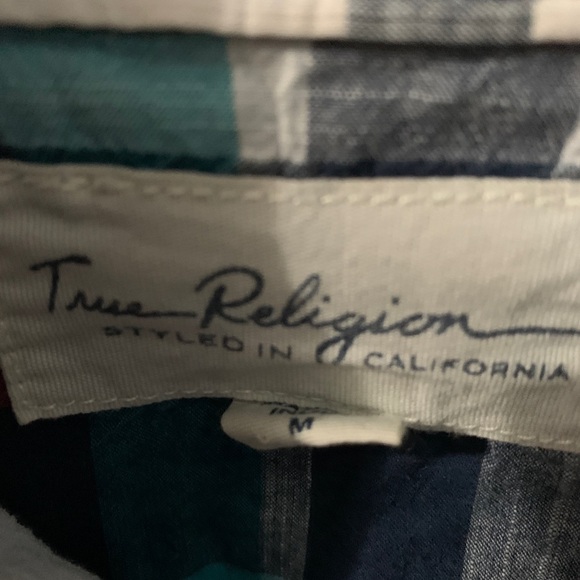 True Religion
STYLED IN CALIFORNIA
M